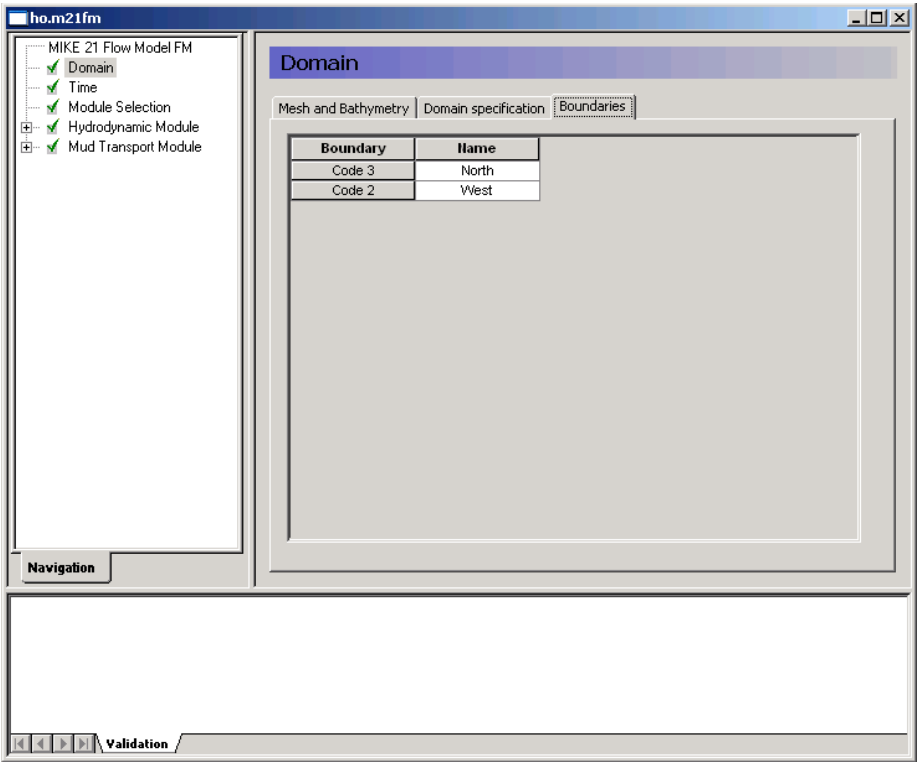 ho.m21fm
MIKE 21 Flow Model FM
Domain
Time
Module Selection
Hydrodynamic Module
Mud Transport Module
Navigation
Domain
Mesh and Bathymetry Domain specification Boundaries
Boundary Name
Code 3 North
Code 2 West
Validation